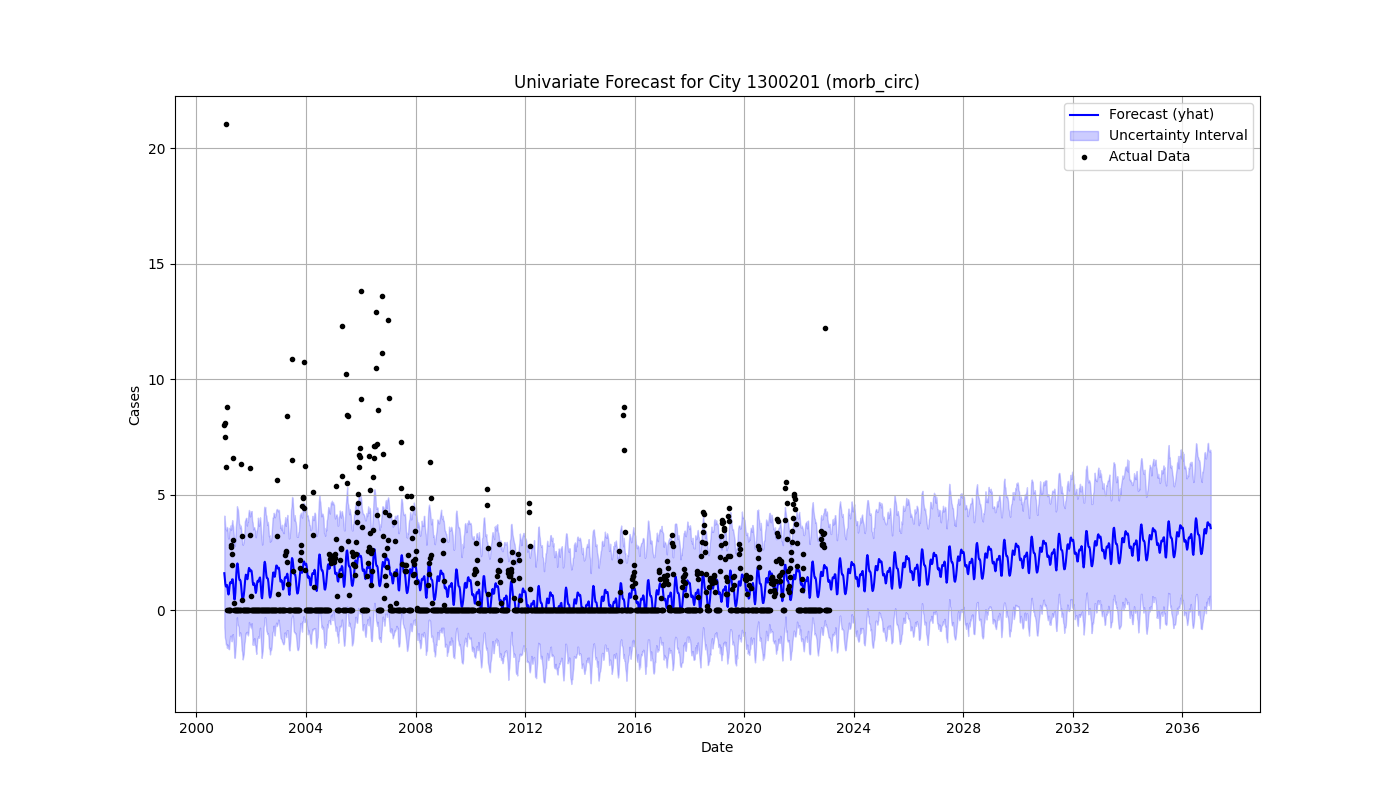 Univariate Forecast for City 1300201 (morb_circ)
Forecast (yhat)
Uncertainty Interval
Actual Data
20
15
10
5
0
Cases
2000 2004 2008 2012 2016 2020 2024 2028 2032 2036
Date